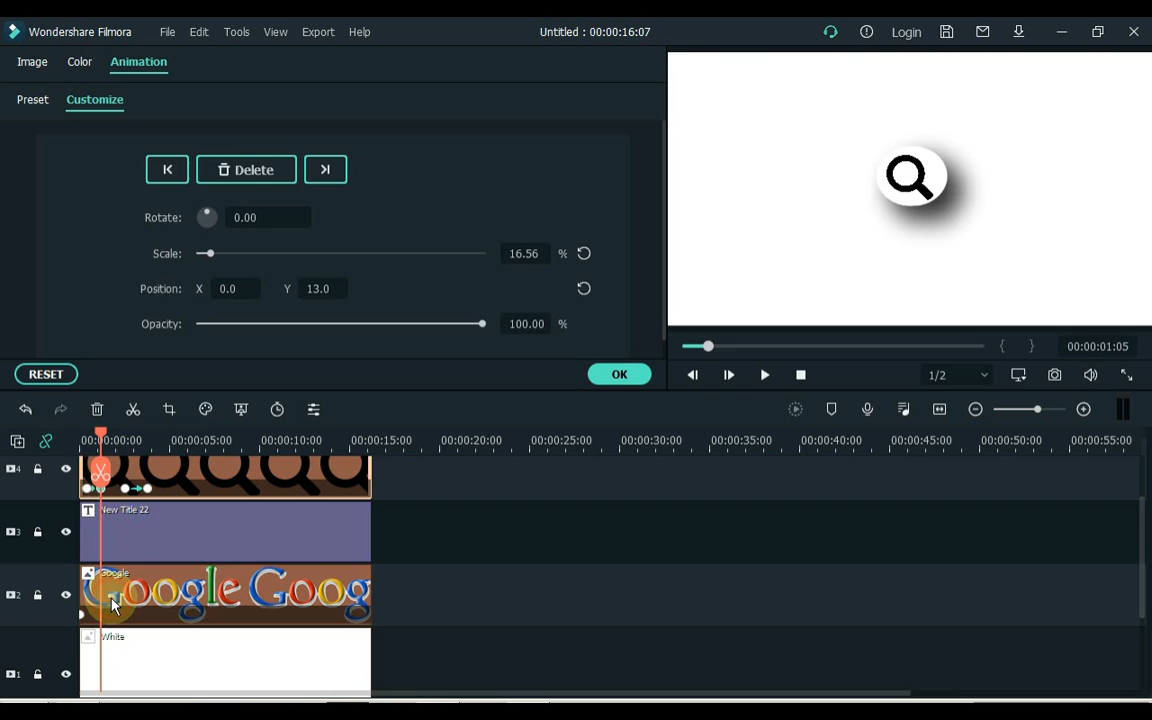 Wondershare Filmora File Edit Tools View Export Help Untitled : 00:00:16:07 Login
Image Color Animation
Preset Customize
Delete
Rotate: 0.00
Scale: 16.56 %
Position: X 0.0 Y 13.0
Opacity: 100.00 %
{ } 00:00:01:05
RESET OK
1/2
00:00:00:00 00:00:05:00 00:00:10:00 00:00:15:00 00:00:20:00 00:00:25:00 00:00:30:00 00:00:35:00 00:00:40:00 00:00:45:00 00:00:50:00 00:00:55:00
4
3 T New Title 22
2 Google
Google Goog
1 White